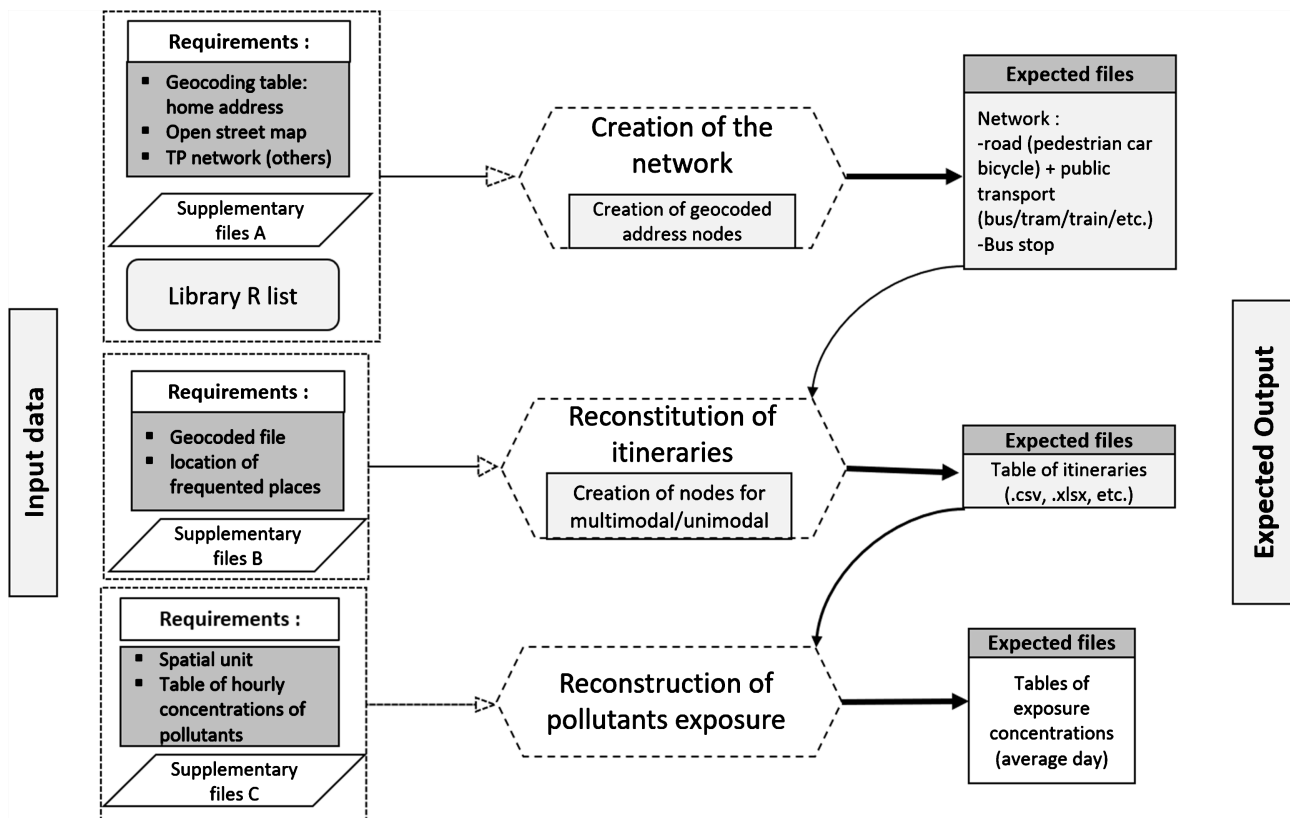 Input data
Requirements :
▪ Geocoding table:
home address
▪ Open street map
▪ TP network (others)
Supplementary
files A
Library R list
Creation of the
network
Creation of geocoded
address nodes
Expected files
Network :
-road (pedestrian car
bicycle) + public
transport
(bus/tram/train/etc.)
-Bus stop
Requirements :
▪ Geocoded file
▪ location of
frequented places
Supplementary
files B
Reconstitution of
itineraries
Creation of nodes for
multimodal/unimodal
Expected files
Table of itineraries
(.csv, .xlsx, etc.)
Requirements :
▪ Spatial unit
▪ Table of hourly
concentrations of
pollutants
Supplementary
files C
Reconstruction of
pollutants exposure
Expected files
Tables of
exposure
concentrations
(average day)
Expected Output